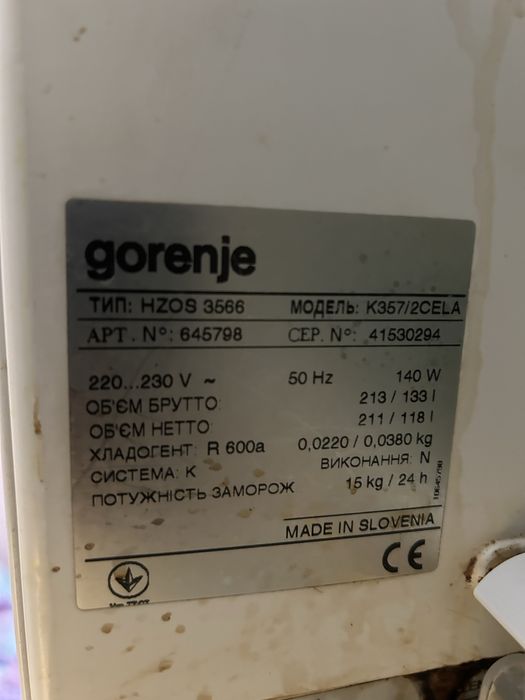 gorenje
ТИП: HZOS 3566 МОДЕЛЬ: K357/2CELA
АРТ. №: 645798 СЕР. №: 41530294
220...230 V ~ 50 Hz 140 W
ОБ'ЄМ БРУТТО: 213 / 133 l
ОБ'ЄМ НЕТТО: 211 / 118 l
ХЛАДОГЕНТ: R 600a 0,0220 / 0,0380 kg
СИСТЕМА: К ВИКОНАННЯ: N
ПОТУЖНІСТЬ ЗАМОРОЖ 15 kg / 24 h
MADE IN SLOVENIA
CE